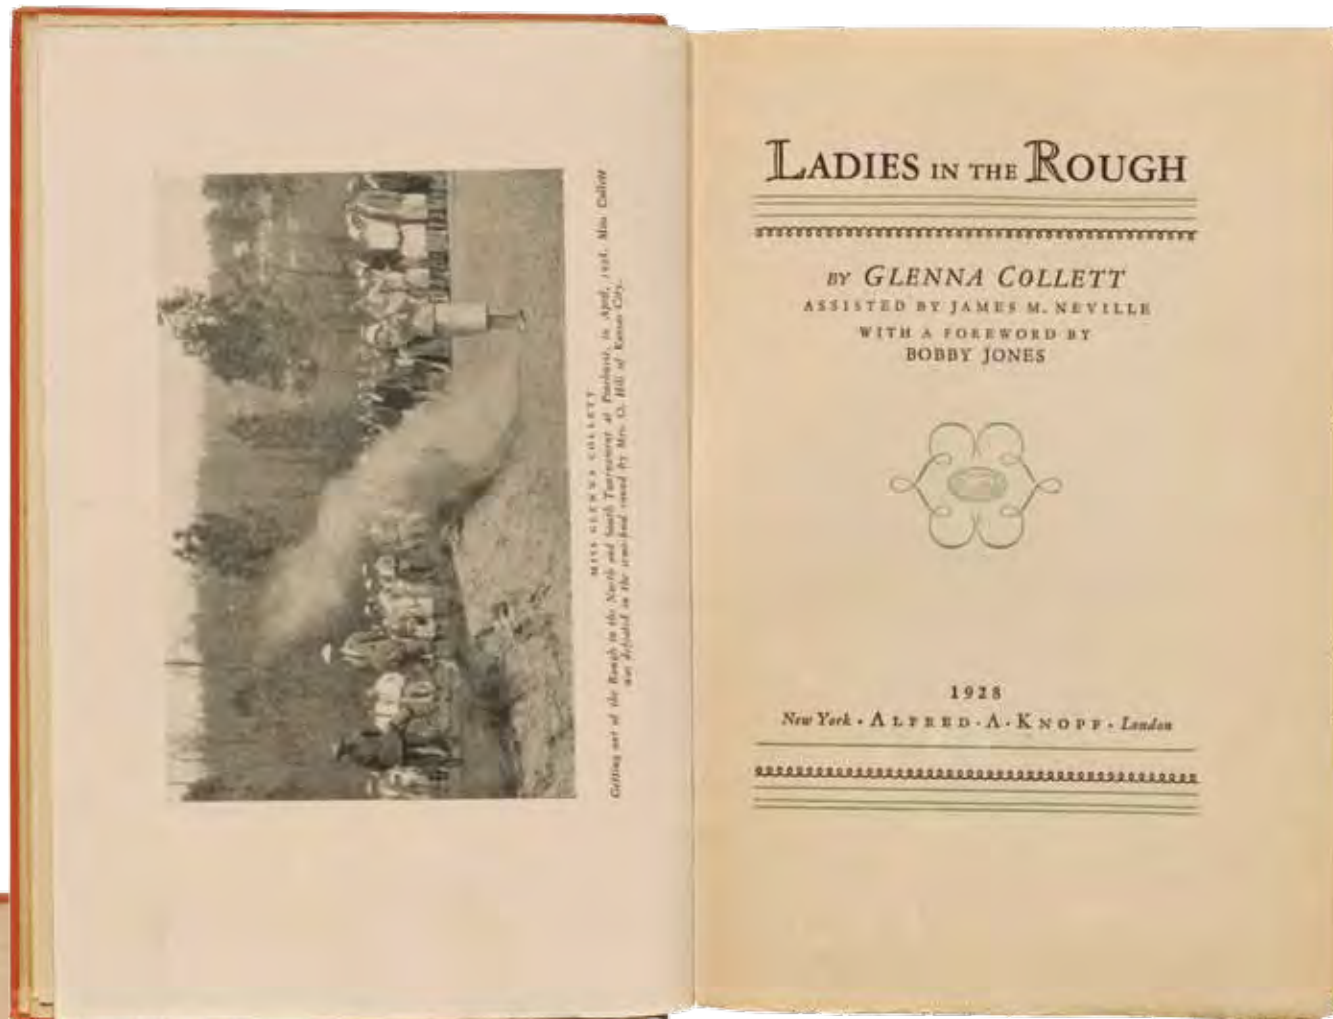 MISS GLENNA COLLETT
Getting out of the Rough in the North and South Tournament at Pinehurst, in April, 1928. Miss Collett
was defeated in the semi-final round by Mrs. O. Hill of Kansas City.
LADIES IN THE ROUGH
BY GLENNA COLLETT
ASSISTED BY JAMES M. NEVILLE
WITH A FOREWORD BY
BOBBY JONES
1928
New York · ALFRED · A · KNOPF · London